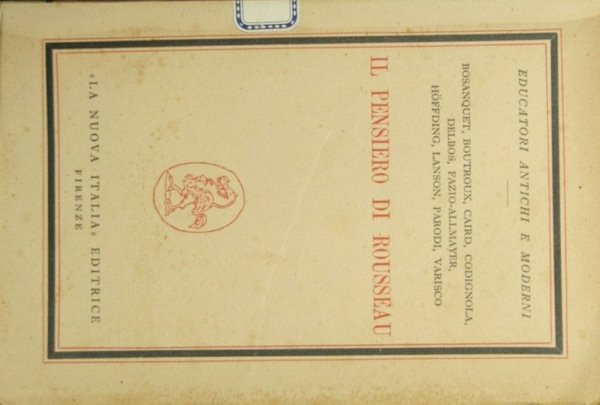 EDUCATORI ANTICHI E MODERNI
BOSANQUET, BOUTROUX, CAIRD, CODIGNOLA,
DELBOS, FAZIO-ALLMAYER,
HÖFFDING, LANSON, PARODI, VARISCO
IL PENSIERO DI ROUSSEAU
«LA NUOVA ITALIA» EDITRICE
FIRENZE